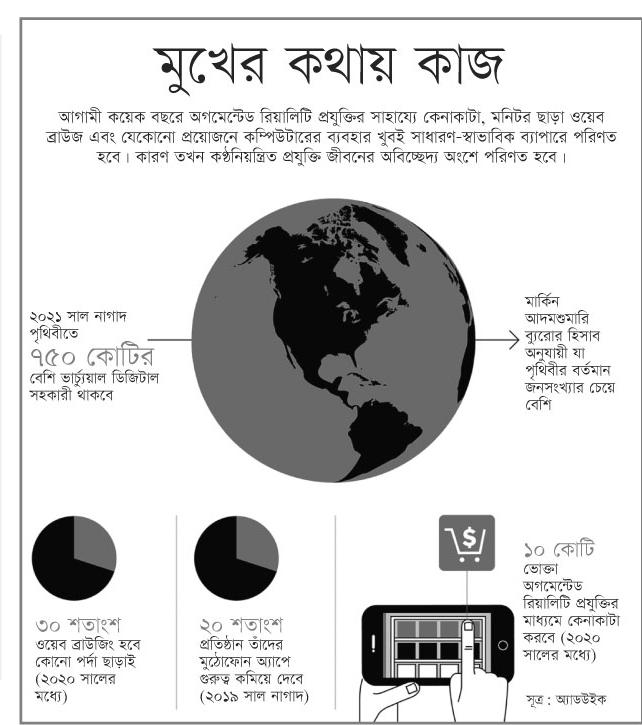 মুখের কথায় কাজ
আগামী কয়েক বছরে অগমেন্টেড রিয়ালিটি প্রযুক্তির সাহায্যে কেনাকাটা, মনিটর ছাড়া ওয়েব
ব্রাউজ এবং যেকোনো প্রয়োজনে কম্পিউটারের ব্যবহার খুবই সাধারণ-স্বাভাবিক ব্যাপারে পরিণত
হবে। কারণ তখন কণ্ঠনিয়ন্ত্রিত প্রযুক্তি জীবনের অবিচ্ছেদ্য অংশে পরিণত হবে।
২০২১ সাল নাগাদ
পৃথিবীতে
৭৫০ কোটির
বেশি ভার্চ্যুয়াল ডিজিটাল
সহকারী থাকবে
মার্কিন
আদমশুমারি
ব্যুরোর হিসাব
অনুযায়ী যা
পৃথিবীর বর্তমান
জনসংখ্যার চেয়ে
বেশি
৩০ শতাংশ
ওয়েব ব্রাউজিং হবে
কোনো পর্দা ছাড়াই
(২০২০ সালের
মধ্যে)
২০ শতাংশ
প্রতিষ্ঠান তাঁদের
মুঠোফোন অ্যাপে
গুরুত্ব কমিয়ে দেবে
(২০১৯ সাল নাগাদ)
$
১০ কোটি
ভোক্তা
অগমেন্টেড
রিয়ালিটি প্রযুক্তির
মাধ্যমে কেনাকাটা
করবে (২০২০
সালের মধ্যে)
সূত্র : অ্যাডউইক